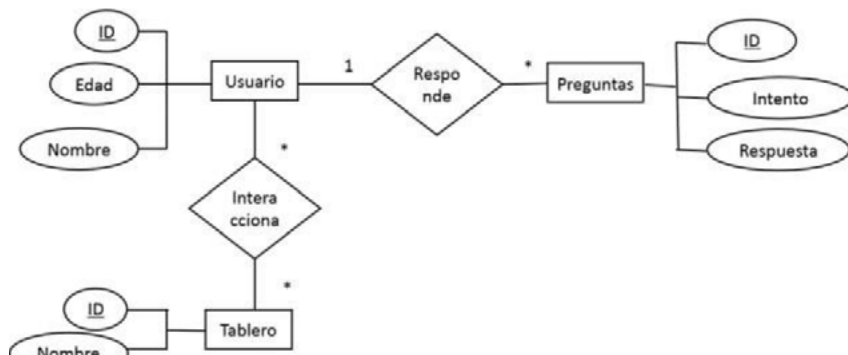 ID
Edad
Nombre
Usuario
1
Respo
nde
*
Preguntas
ID
Intento
Respuesta
*
Intera
cciona
*
ID
Nombre
Tablero